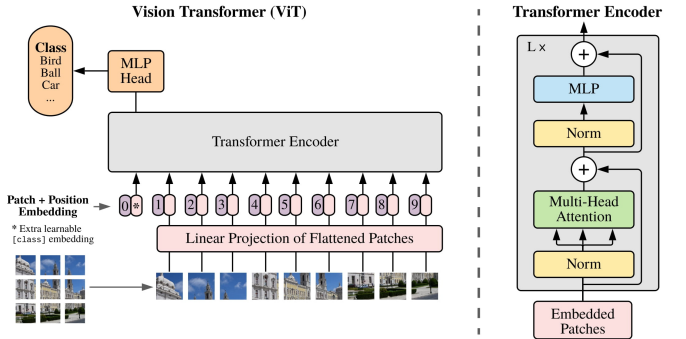 Vision Transformer (ViT)
Class
Bird
Ball
Car
...
MLP
Head
Transformer Encoder
Patch + Position
Embedding
* Extra learnable
[class] embedding
0 * 1 2 3 4 5 6 7 8 9
Linear Projection of Flattened Patches
Transformer Encoder
L ×
+
MLP
Norm
+
Multi-Head
Attention
Norm
Embedded
Patches